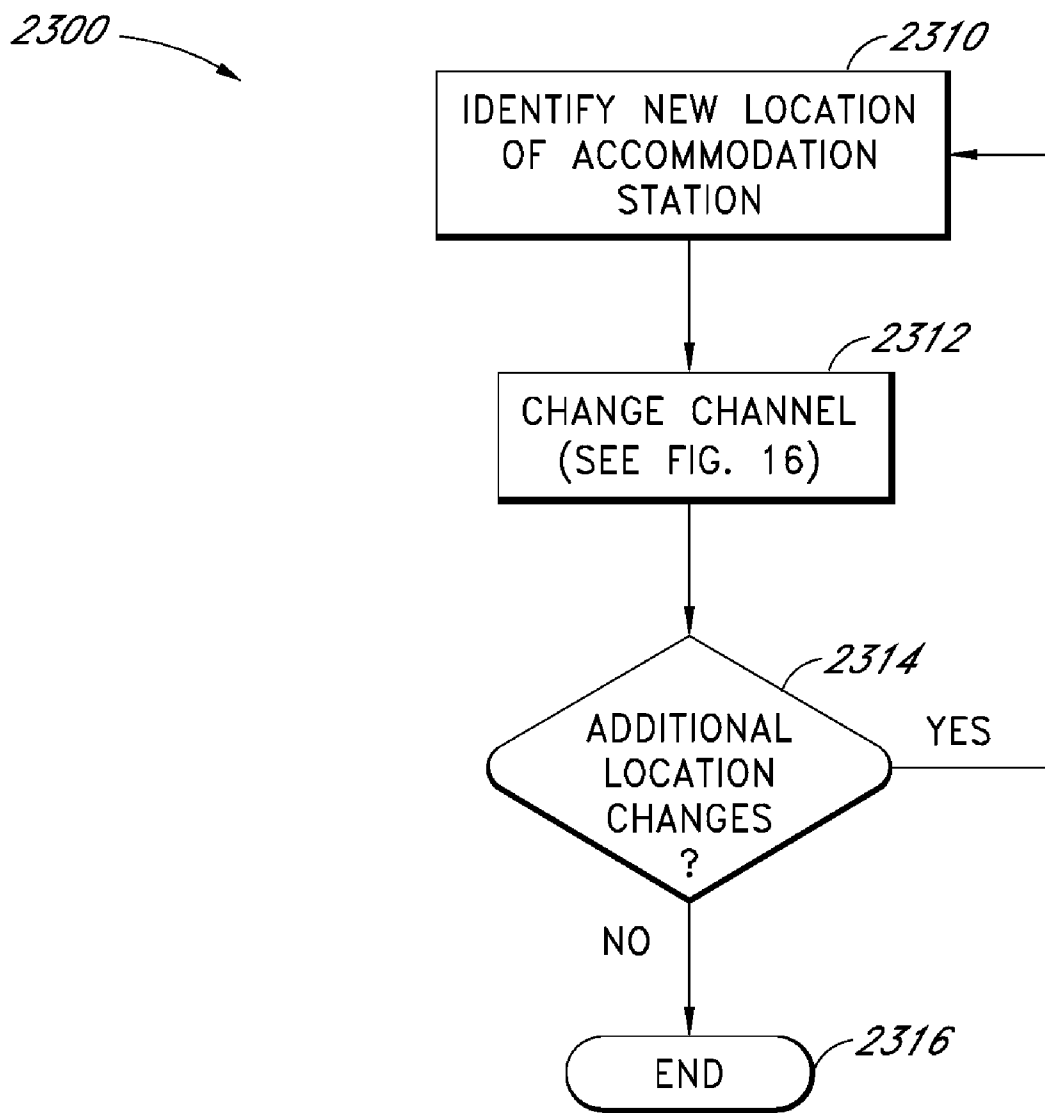 2300
2310
IDENTIFY NEW LOCATION
OF ACCOMMODATION
STATION
2312
CHANGE CHANNEL
(SEE FIG. 16)
2314
ADDITIONAL
LOCATION
CHANGES
?
YES
NO
END
2316